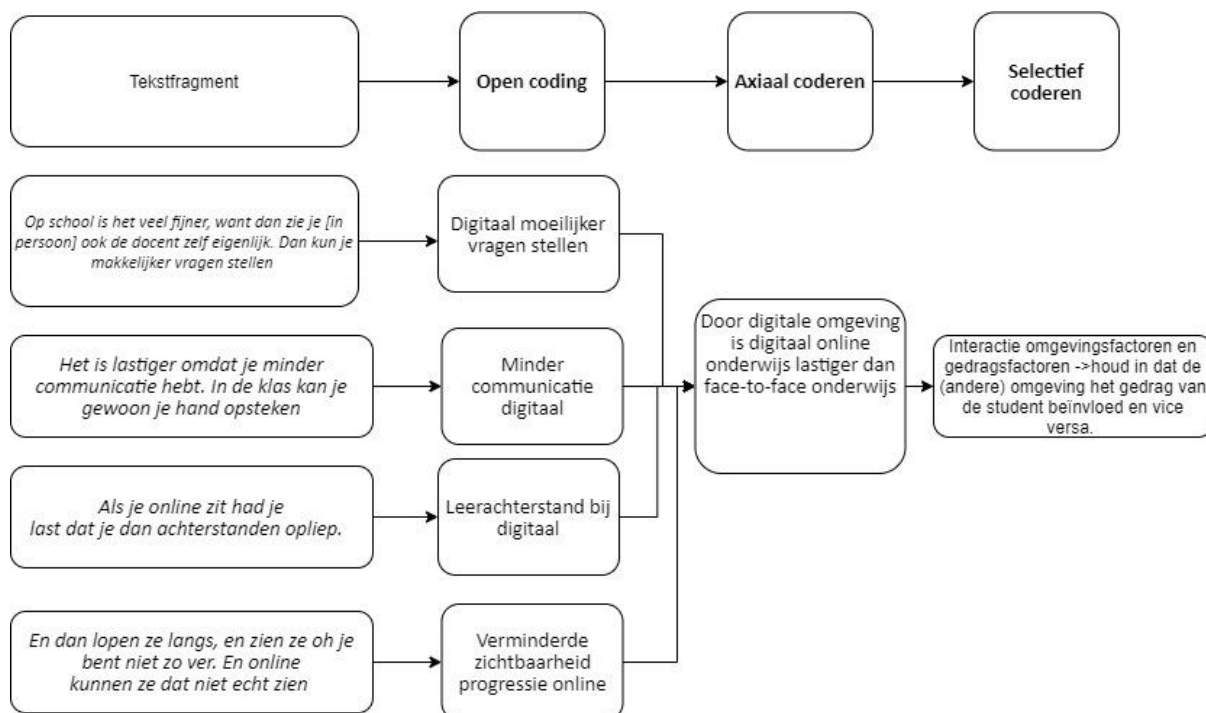 Tekstfragment
Open coding
Axiaal coderen
Selectief
coderen
Op school is het veel fijner, want dan zie je [in
persoon] ook de docent zelf eigenlijk. Dan kun je
makkelijker vragen stellen
Digitaal moeilijker
vragen stellen
Het is lastiger omdat je minder
communicatie hebt. In de klas kan je
gewoon je hand opsteken
Minder
communicatie
digitaal
Door digitale omgeving
is digitaal online
onderwijs lastiger dan
face-to-face onderwijs
Interactie omgevingsfactoren en
gedragsfactoren ->houd in dat de
(andere) omgeving het gedrag van
de student beïnvloed en vice
versa.
Als je online zit had je
last dat je dan achterstanden opliep.
Leerachterstand bij
digitaal
En dan lopen ze langs, en zien ze oh je
bent niet zo ver. En online
kunnen ze dat niet echt zien
Verminderde
zichtbaarheid
progressie online